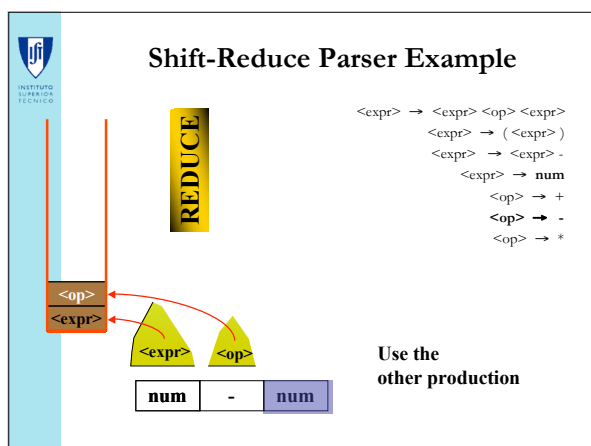 Shift-Reduce Parser Example
INSTITUTO
SUPERIOR
TÉCNICO
<expr> → <expr> <op> <expr>
<expr> → ( <expr> )
<expr> → <expr> -
<expr> → num
<op> → +
<op> → -
<op> → *
REDUCE
<op>
<expr>
<expr>
<op>
Use the
other production
num
-
num